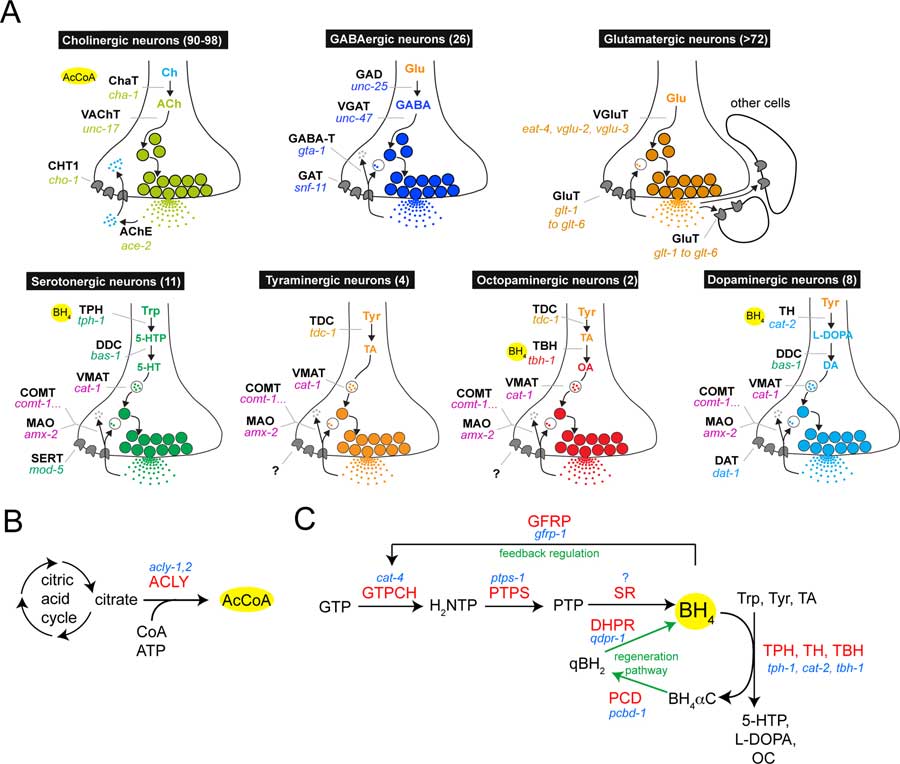 A
Cholinergic neurons (90-98)
AcCoA
ChaT
cha-1
Ch
ACh
VAChT
unc-17
CHT1
cho-1
AChE
ace-2
GABAergic neurons (26)
GAD
unc-25
Glu
GABA
VGAT
unc-47
GABA-T
gta-1
GAT
snf-11
Glutamatergic neurons (>72)
Glu
VGluT
eat-4, vglu-2, vglu-3
other cells
GluT
glt-1
to glt-6
GluT
glt-1 to glt-6
Serotonergic neurons (11)
BH4
TPH
tph-1
Trp
5-HTP
DDC
bas-1
5-HT
VMAT
cat-1
COMT
comt-1...
MAO
amx-2
SERT
mod-5
Tyraminergic neurons (4)
TDC
tdc-1
Tyr
TA
VMAT
cat-1
COMT
comt-1...
MAO
amx-2
?
Octopaminergic neurons (2)
TDC
tdc-1
Tyr
TA
BH4
TBH
tbh-1
OA
VMAT
cat-1
COMT
comt-1...
MAO
amx-2
?
Dopaminergic neurons (8)
BH4
TH
cat-2
Tyr
L-DOPA
DDC
bas-1
DA
VMAT
cat-1
COMT
comt-1...
MAO
amx-2
DAT
dat-1
B
citric
acid
cycle
citrate
acly-1,2
ACLY
AcCoA
CoA
ATP
C
GFRP
gfrp-1
feedback regulation
GTP
cat-4
GTPCH
H2NTP
ptps-1
PTPS
PTP
?
SR
BH4
Trp, Tyr, TA
DHPR
qdpr-1
qBH2
regeneration
pathway
TPH, TH, TBH
tph-1, cat-2, tbh-1
PCD
pcbd-1
BH4αC
5-HTP,
L-DOPA,
OC